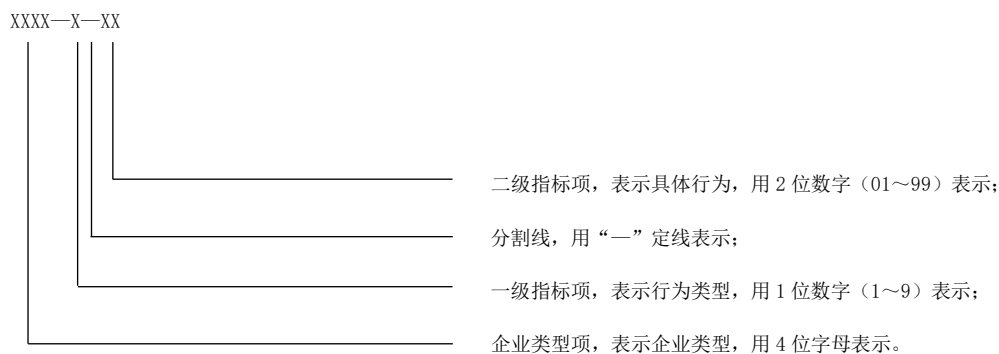 XXXX—X—XX
二级指标项，表示具体行为，用 2 位数字（01～99）表示；
分割线，用“—”定线表示；
一级指标项，表示行为类型，用 1 位数字（1～9）表示；
企业类型项，表示企业类型，用 4 位字母表示。